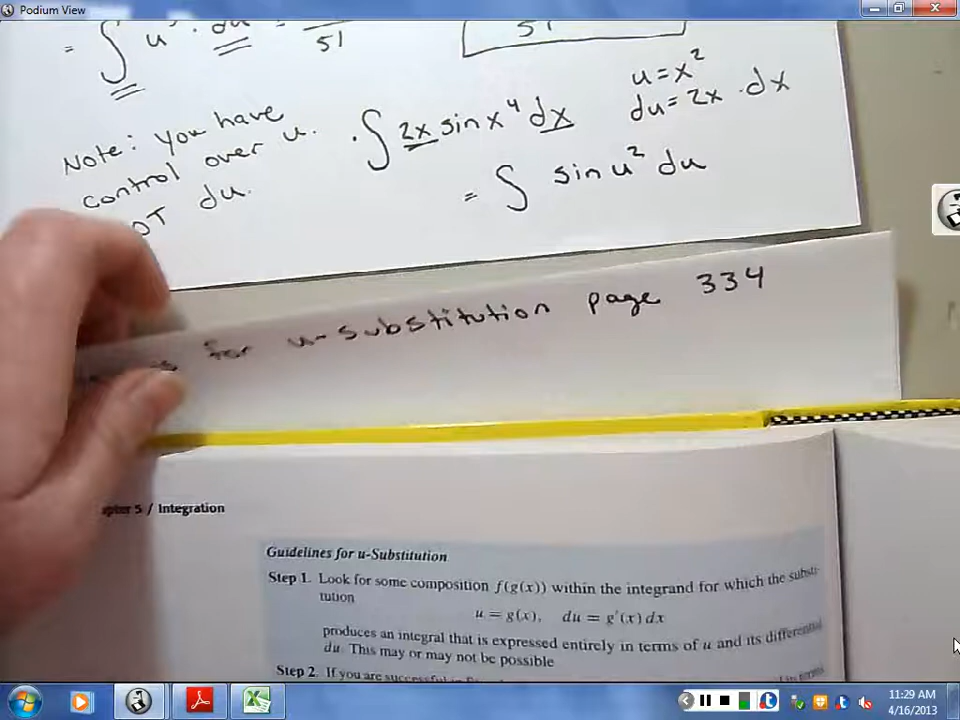 Podium View
= ∫ u · du = 51
51
Note: You have
control over u.
OT du.
· ∫ 2x sin x⁴ dx
u = x²
du = 2x · dx
= ∫ sin u² du
for u-substitution page 334
pter 5 / Integration
Guidelines for u-Substitution
Step 1. Look for some composition f(g(x)) within the integrand for which the substi-
tution
u = g(x), du = g′(x) dx
produces an integral that is expressed entirely in terms of u and its differential
du. This may or may not be possible
Step 2. If you are successful in
11:29 AM
4/16/2013